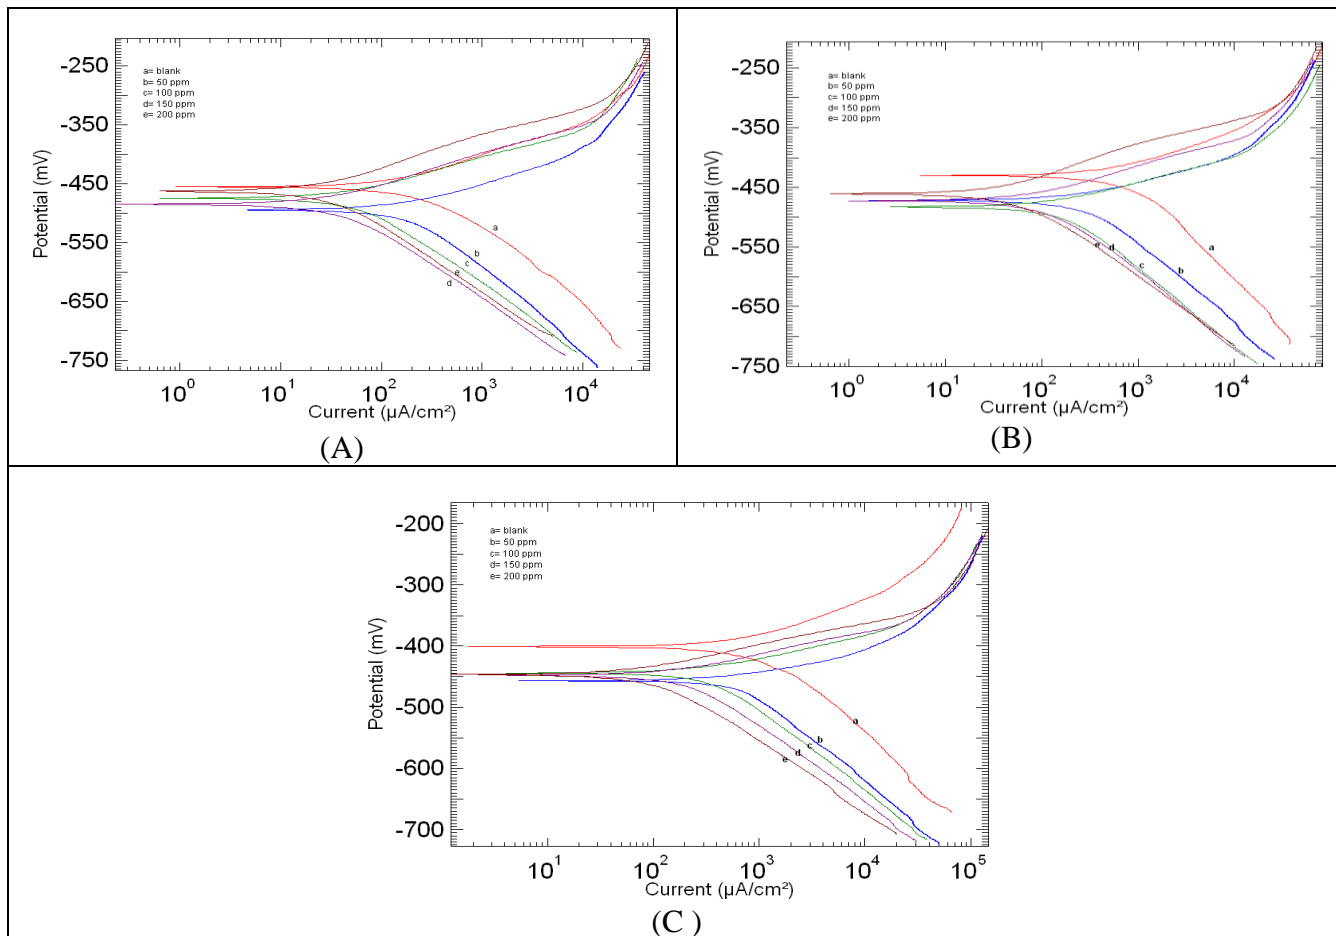 -250
-350
-450
-550
-650
-750
Potential (mV)
a= blank
b= 50 ppm
c= 100 ppm
d= 150 ppm
e= 200 ppm
a
b
c
e
d
10⁰ 10¹ 10² 10³ 10⁴
Current (µA/cm²)
(A)
-250
-350
-450
-550
-650
-750
Potential (mV)
a= blank
b= 50 ppm
c= 100 ppm
d= 150 ppm
e= 200 ppm
a
e d
c
b
10⁰ 10¹ 10² 10³ 10⁴
Current (µA/cm²)
(B)
-200
-300
-400
-500
-600
-700
Potential (mV)
a= blank
b= 50 ppm
c= 100 ppm
d= 150 ppm
e= 200 ppm
a
b
c
d
e
10¹ 10² 10³ 10⁴ 10⁵
Current (µA/cm²)
(C )